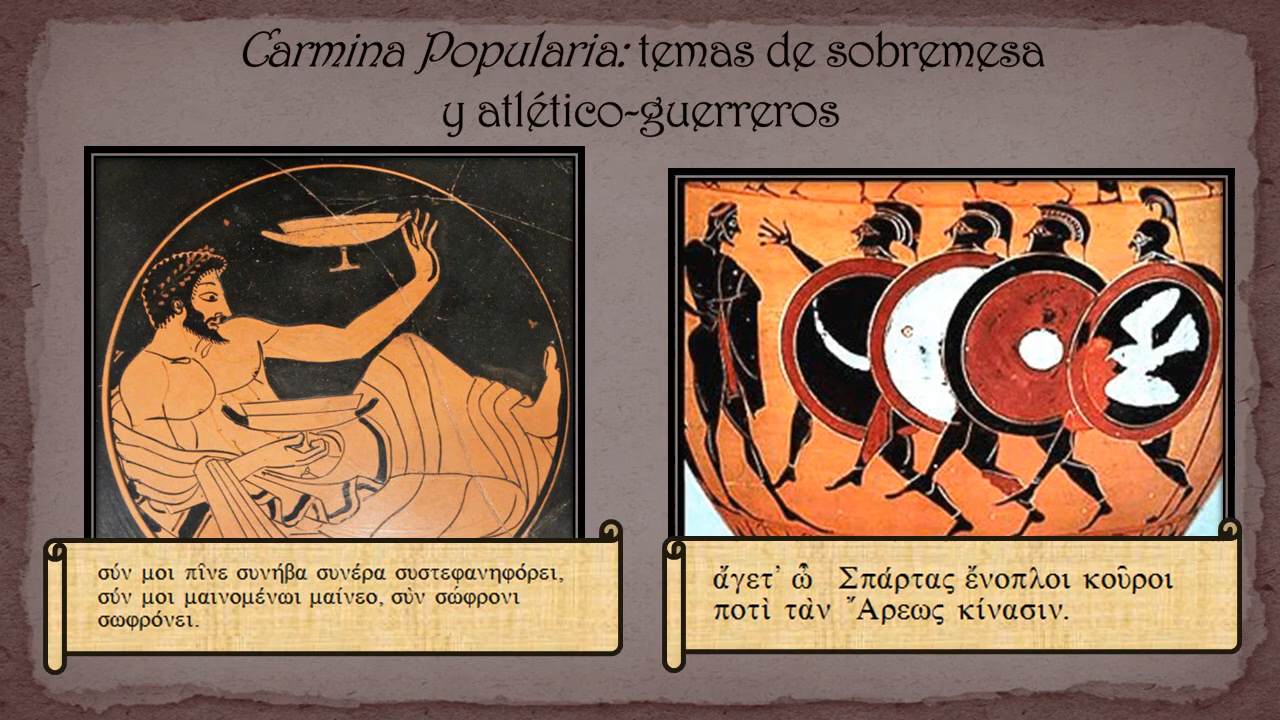 Carmina Popularia: temas de sobremesa
y atlético-guerreros
σύν μοι πῖνε συνήβα συνέρα συστεφανηφόρει,
σύν μοι μαινομένωι μαίνεο, σὺν σώφρονι
σωφρόνει.
ἄγετ’ ὦ Σπάρτας ἔνοπλοι κοῦροι
ποτὶ τὰν Ἄρεως κίνασιν.